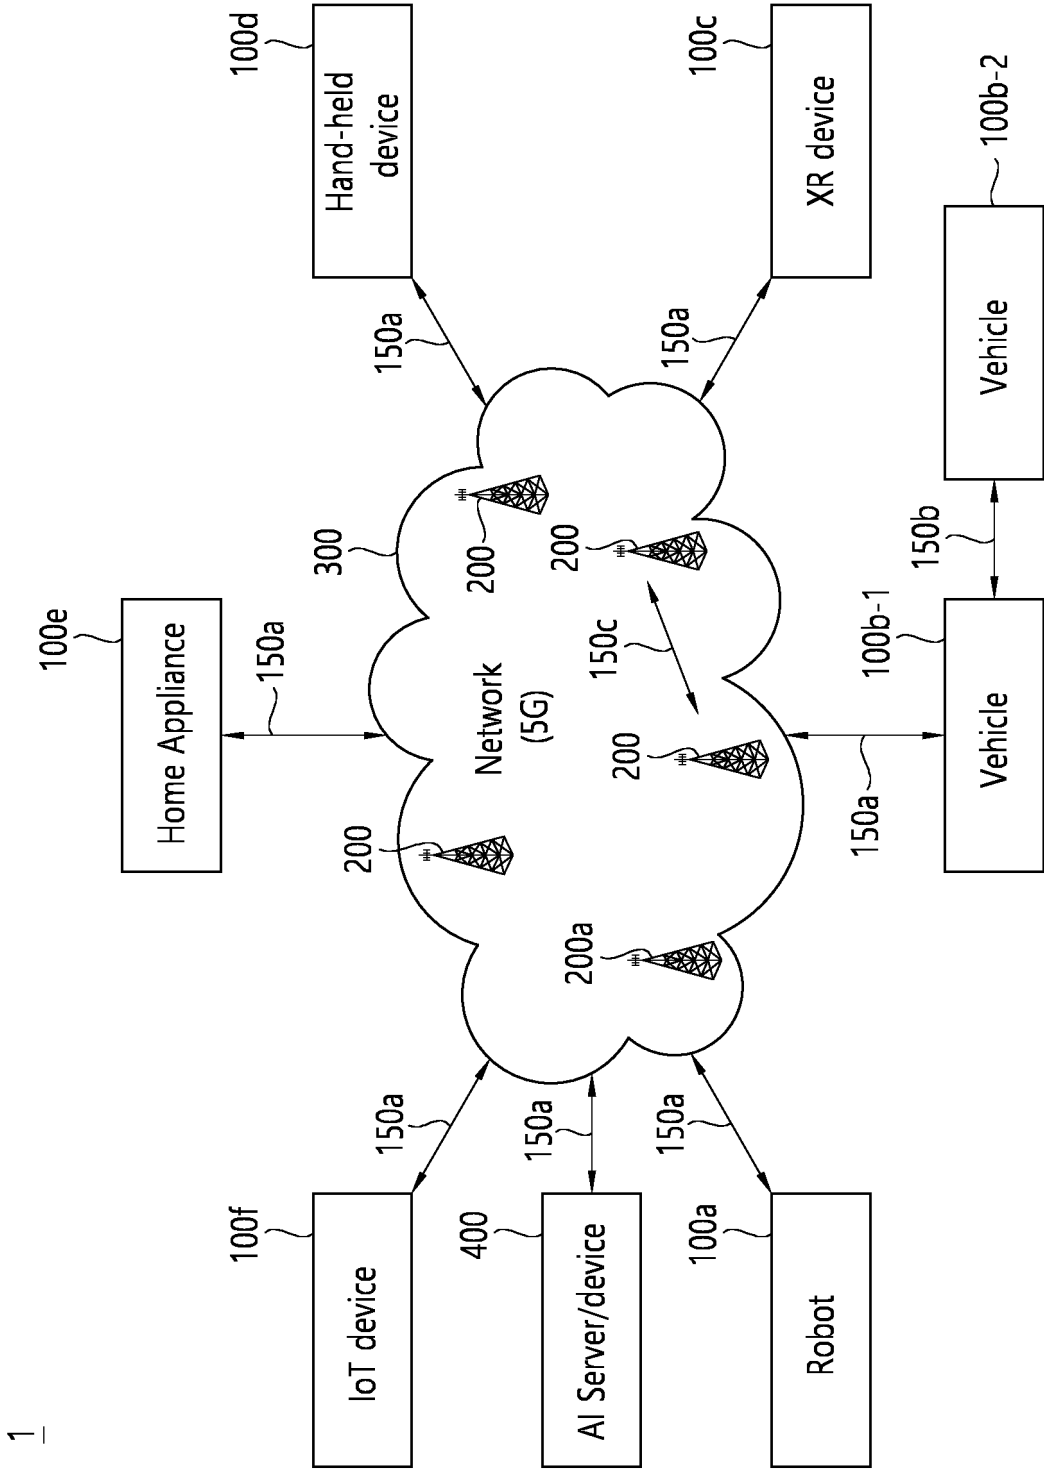 1
100e
Home Appliance
150a
100f
IoT device
150a
300
Network
(5G)
200
200
150a
100d
Hand-held
device
400
AI Server/device
150a
200a
200
150c
200
100a
Robot
150a
150a
100c
XR device
150a
100b-1
Vehicle
150b
100b-2
Vehicle